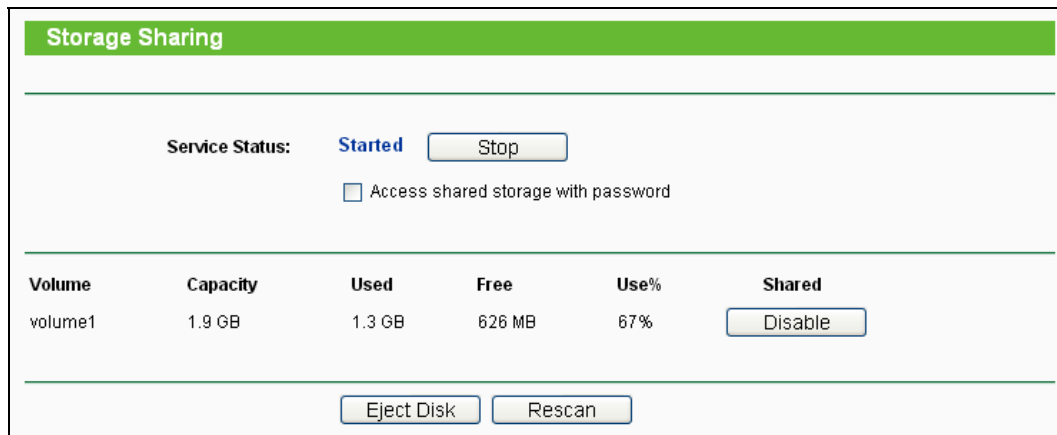 Storage Sharing
Service Status: Started Stop
Access shared storage with password
Volume Capacity Used Free Use% Shared
volume1 1.9 GB 1.3 GB 626 MB 67% Disable
Eject Disk Rescan